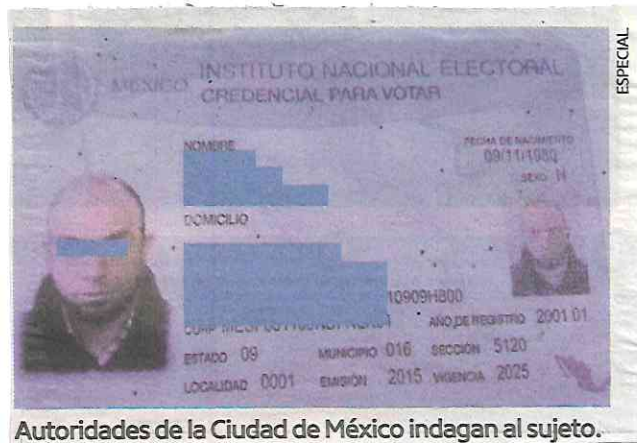 ESPECIAL
MÉXICO INSTITUTO NACIONAL ELECTORAL
CREDENCIAL PARA VOTAR
NOMBRE
FECHA DE NACIMIENTO
09/11/1980
SEXO H
DOMICILIO
10909H800
CURP AÑO DE REGISTRO 2001 01
ESTADO 09 MUNICIPIO 016 SECCIÓN 5120
LOCALIDAD 0001 EMISIÓN 2015 VIGENCIA 2025
Autoridades de la Ciudad de México indagan al sujeto.